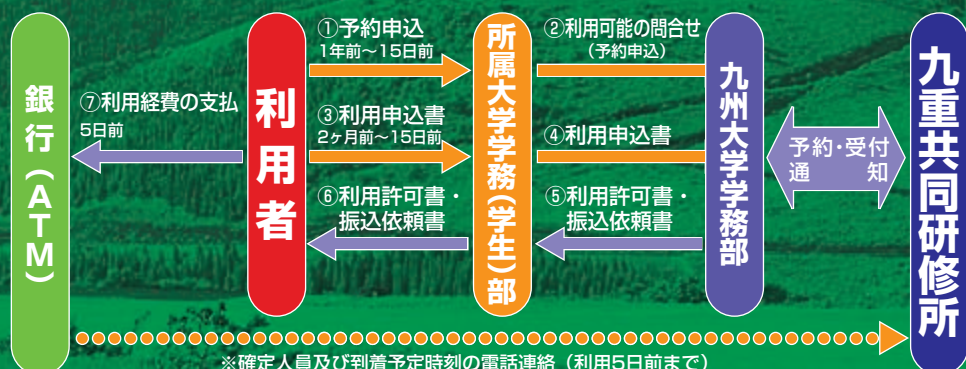 銀行（ATM）
⑦利用経費の支払
5日前
利用者
①予約申込
1年前～15日前
③利用申込書
2ヶ月前～15日前
⑥利用許可書・
振込依頼書
所属大学学務（学生）部
②利用可能の問合せ
（予約申込）
④利用申込書
⑤利用許可書・
振込依頼書
九州大学学務部
予約・受付
通知
九重共同研修所
※確定人員及び到着予定時刻の電話連絡（利用5日前まで）